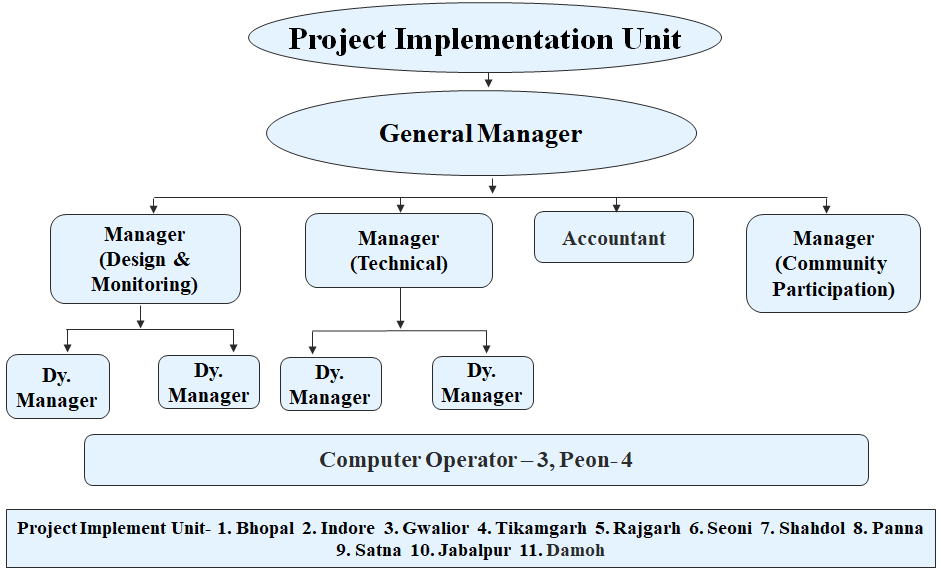 Project Implementation Unit
General Manager
Manager
(Design &
Monitoring)
Manager
(Technical)
Accountant
Manager
(Community
Participation)
Dy.
Manager
Dy.
Manager
Dy.
Manager
Dy.
Manager
Computer Operator – 3, Peon- 4
Project Implement Unit- 1. Bhopal 2. Indore 3. Gwalior 4. Tikamgarh 5. Rajgarh 6. Seoni 7. Shahdol 8. Panna
9. Satna 10. Jabalpur 11. Damoh